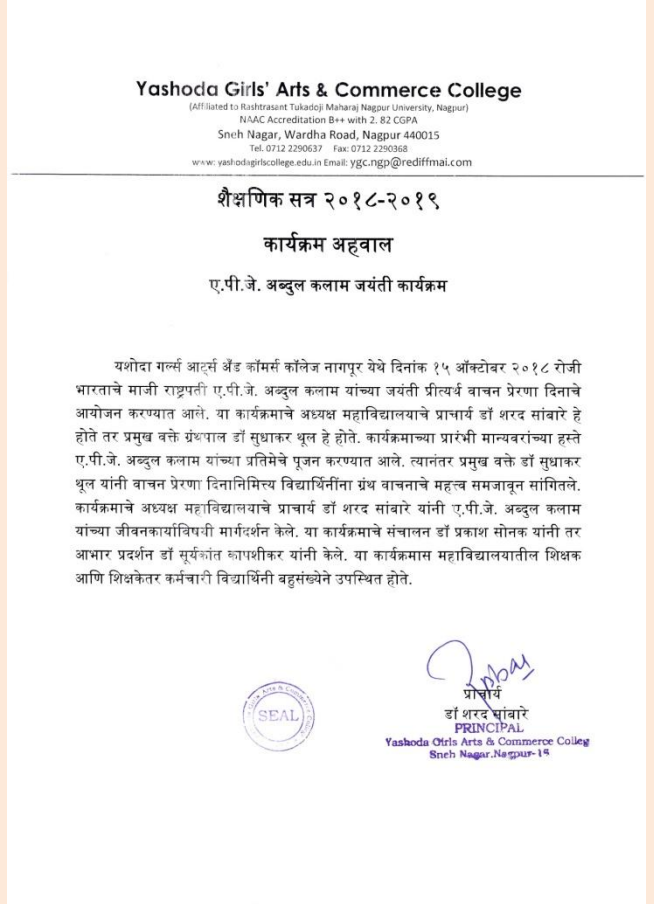 Yashoda Girls' Arts & Commerce College
(Affiliated to Rashtrasant Tukadoji Maharaj Nagpur University, Nagpur)
NAAC Accreditation B++ with 2. 82 CGPA
Sneh Nagar, Wardha Road, Nagpur 440015
Tel. 0712 2290637 Fax: 0712 2290368
www: yashodagirlscollege.edu.in Email: ygc.ngp@rediffmai.com
शैक्षणिक सत्र २०१८-२०१९
कार्यक्रम अहवाल
ए.पी.जे. अब्दुल कलाम जयंती कार्यक्रम
यशोदा गर्ल्स आर्ट्स अँड कॉमर्स कॉलेज नागपूर येथे दिनांक १५ ऑक्टोबर २०१८ रोजी
भारताचे माजी राष्ट्रपती ए.पी.जे. अब्दुल कलाम यांच्या जयंती प्रीत्यर्थ वाचन प्रेरणा दिनाचे
आयोजन करण्यात आले. या कार्यक्रमाचे अध्यक्ष महाविद्यालयाचे प्राचार्य डॉ शरद सांबारे हे
होते तर प्रमुख वक्ते ग्रंथपाल डॉ सुधाकर थूल हे होते. कार्यक्रमाच्या प्रारंभी मान्यवरांच्या हस्ते
ए.पी.जे. अब्दुल कलाम यांच्या प्रतिमेचे पूजन करण्यात आले. त्यानंतर प्रमुख वक्ते डॉ सुधाकर
थूल यांनी वाचन प्रेरणा दिनानिमित्त्य विद्यार्थिनींना ग्रंथ वाचनाचे महत्त्व समजावून सांगितले.
कार्यक्रमाचे अध्यक्ष महाविद्यालयाचे प्राचार्य डॉ शरद सांबारे यांनी ए.पी.जे. अब्दुल कलाम
यांच्या जीवनकार्याविषयी मार्गदर्शन केले. या कार्यक्रमाचे संचालन डॉ प्रकाश सोनक यांनी तर
आभार प्रदर्शन डॉ सूर्यकांत कापशीकर यांनी केले. या कार्यक्रमास महाविद्यालयातील शिक्षक
आणि शिक्षकेतर कर्मचारी विद्यार्थिनी बहुसंख्येने उपस्थित होते.
SEAL
प्राचार्य
डॉ शरद सांबारे
PRINCIPAL
Yashoda Girls Arts & Commerce Colleg
Sneh Nagar.Nagpur-15